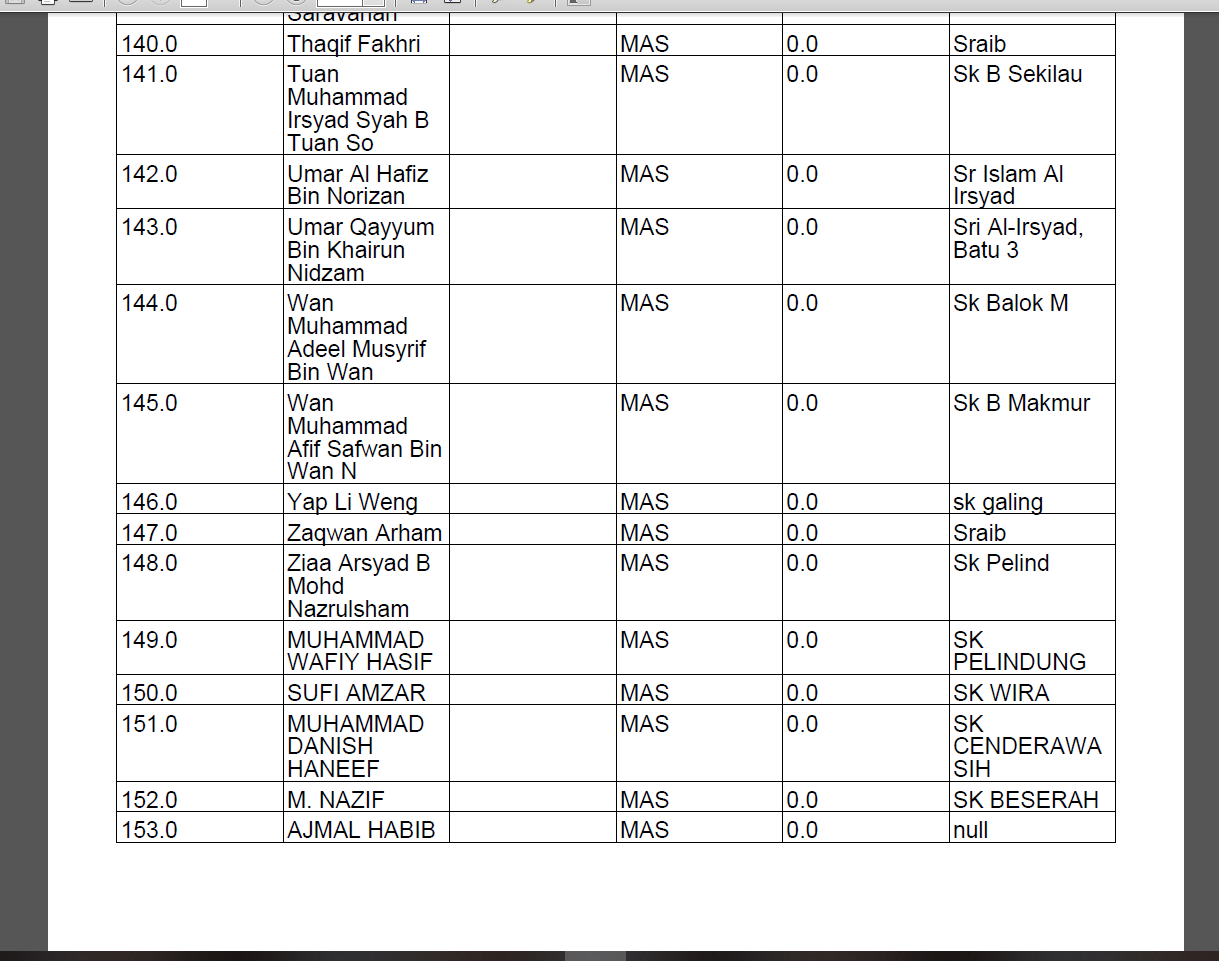 Saravanan
140.0 Thaqif Fakhri MAS 0.0 Sraib
141.0 Tuan MAS 0.0 Sk B Sekilau
Muhammad
Irsyad Syah B
Tuan So
142.0 Umar Al Hafiz MAS 0.0 Sr Islam Al
Bin Norizan Irsyad
143.0 Umar Qayyum MAS 0.0 Sri Al-Irsyad,
Bin Khairun Batu 3
Nidzam
144.0 Wan MAS 0.0 Sk Balok M
Muhammad
Adeel Musyrif
Bin Wan
145.0 Wan MAS 0.0 Sk B Makmur
Muhammad
Afif Safwan Bin
Wan N
146.0 Yap Li Weng MAS 0.0 sk galing
147.0 Zaqwan Arham MAS 0.0 Sraib
148.0 Ziaa Arsyad B MAS 0.0 Sk Pelind
Mohd
Nazrulsham
149.0 MUHAMMAD MAS 0.0 SK
WAFIY HASIF PELINDUNG
150.0 SUFI AMZAR MAS 0.0 SK WIRA
151.0 MUHAMMAD MAS 0.0 SK
DANISH CENDERAWA
HANEEF SIH
152.0 M. NAZIF MAS 0.0 SK BESERAH
153.0 AJMAL HABIB MAS 0.0 null